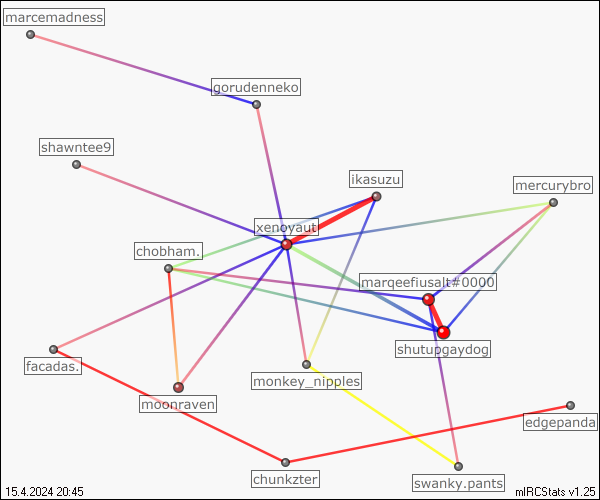 marcemadness
gorudenneko
shawntee9
ikasuzu
mercurybro
xenoyaut
chobham.
marqeefiusalt#0000
shutupgaydog
facadas.
monkey_nipples
moonraven
edgepanda
chunkzter
swanky.pants
15.4.2024 20:45
mIRCStats v1.25